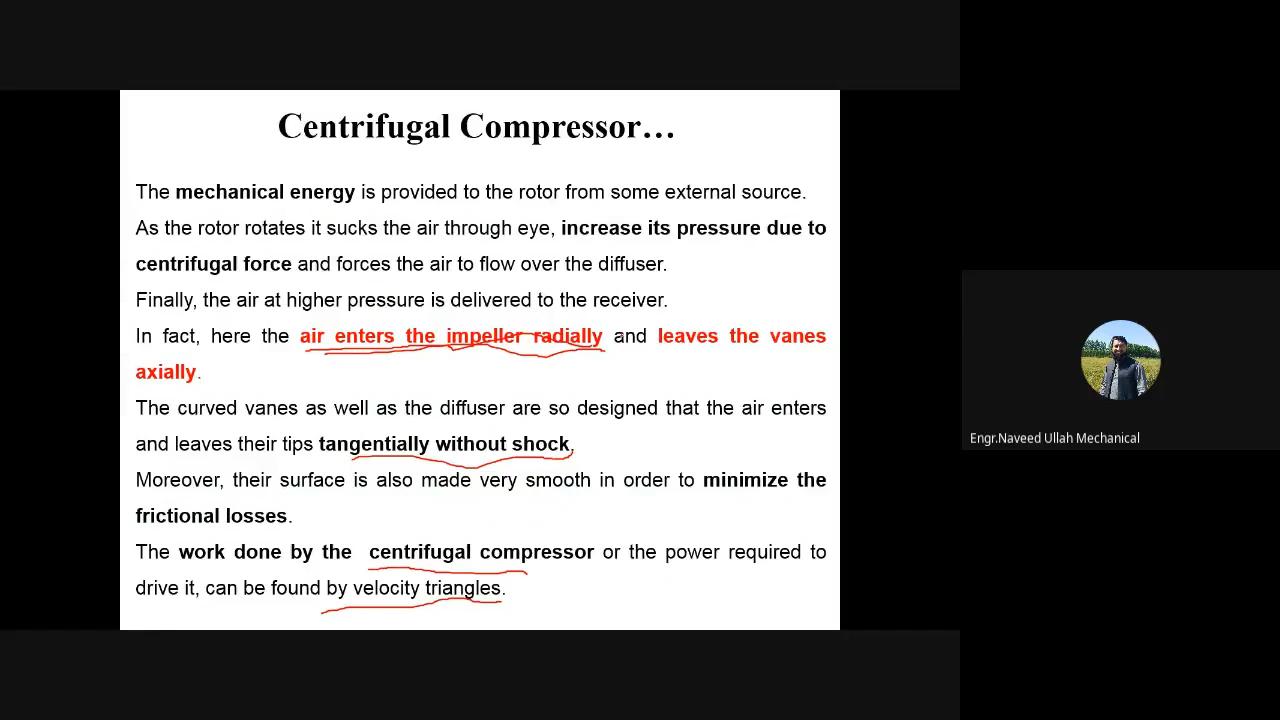 Centrifugal Compressor…
The mechanical energy is provided to the rotor from some external source.
As the rotor rotates it sucks the air through eye, increase its pressure due to
centrifugal force and forces the air to flow over the diffuser.
Finally, the air at higher pressure is delivered to the receiver.
In fact, here the air enters the impeller radially and leaves the vanes
axially.
The curved vanes as well as the diffuser are so designed that the air enters
and leaves their tips tangentially without shock.
Moreover, their surface is also made very smooth in order to minimize the
frictional losses.
The work done by the centrifugal compressor or the power required to
drive it, can be found by velocity triangles.
Engr.Naveed Ullah Mechanical